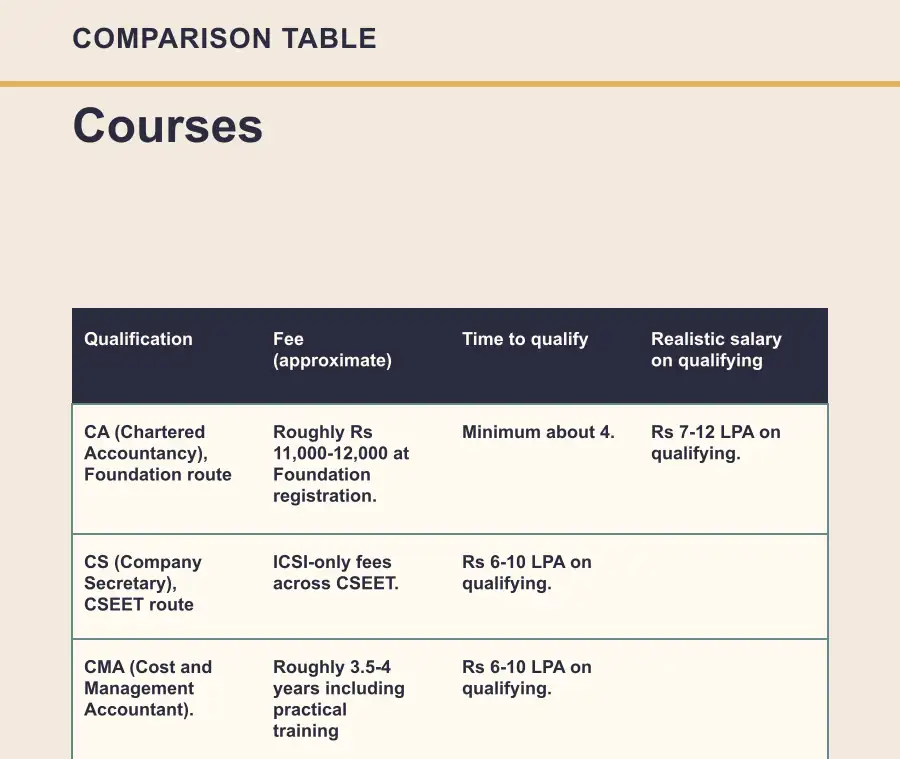 COMPARISON TABLE
Courses
Qualification
Fee
(approximate)
Time to qualify
Realistic salary
on qualifying
CA (Chartered
Accountancy),
Foundation route
Roughly Rs
11,000-12,000 at
Foundation
registration.
Minimum about 4.
Rs 7-12 LPA on
qualifying.
CS (Company
Secretary),
CSEET route
ICSI-only fees
across CSEET.
Rs 6-10 LPA on
qualifying.
CMA (Cost and
Management
Accountant).
Roughly 3.5-4
years including
practical
training
Rs 6-10 LPA on
qualifying.